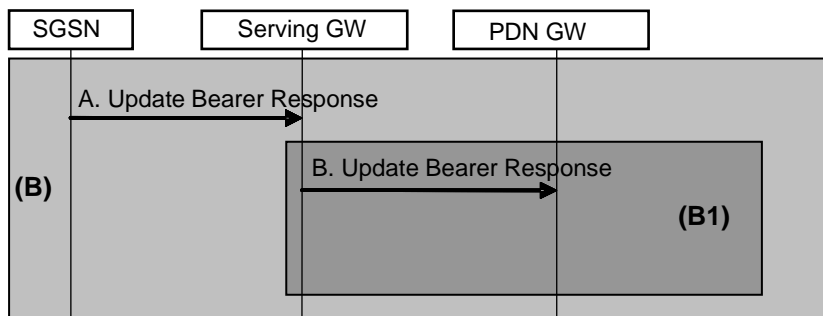 SGSN
Serving GW
PDN GW
A. Update Bearer Response
B. Update Bearer Response
(B)
(B1)